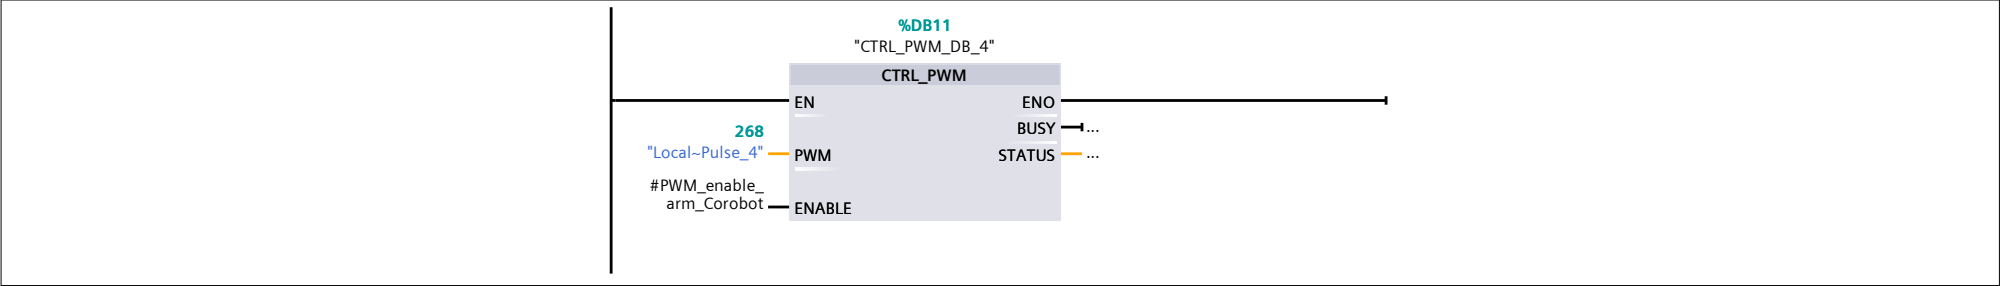 %DB11
"CTRL_PWM_DB_4"
CTRL_PWM
EN
ENO
BUSY
...
268
"Local~Pulse_4"
PWM
STATUS
...
#PWM_enable_
arm_Corobot
ENABLE